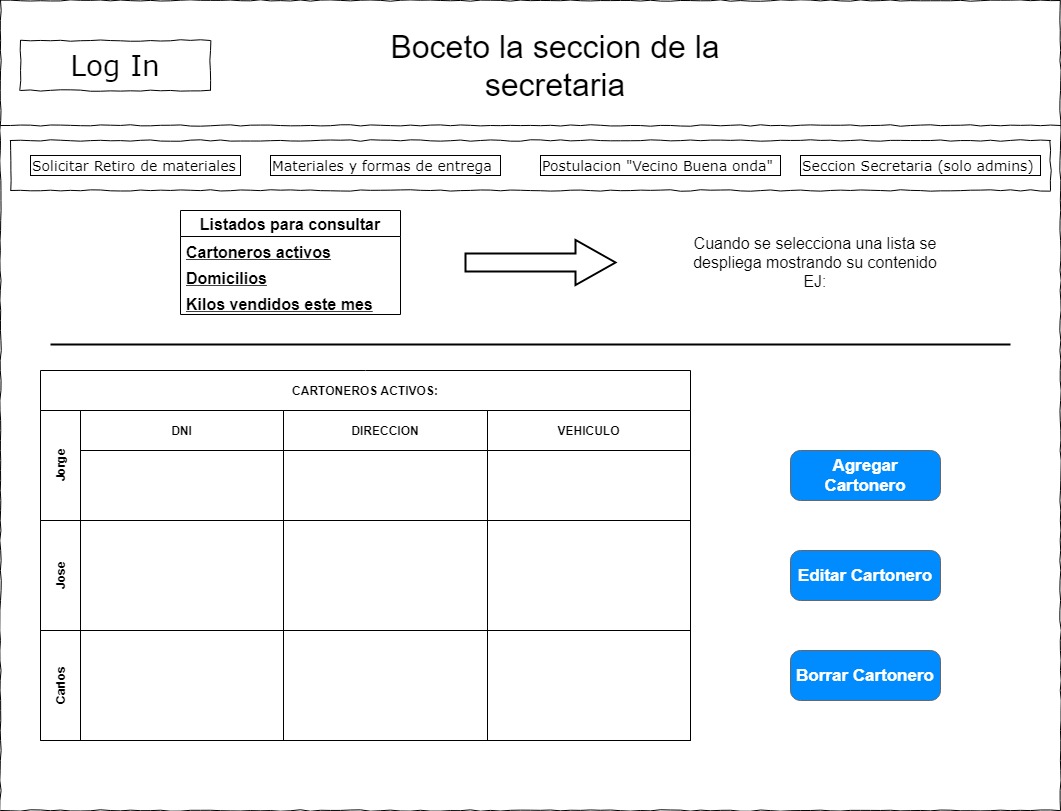 Log In
Boceto la seccion de la
secretaria
Solicitar Retiro de materiales
Materiales y formas de entrega
Postulacion "Vecino Buena onda"
Seccion Secretaria (solo admins)
Listados para consultar
Cartoneros activos
Domicilios
Kilos vendidos este mes
Cuando se selecciona una lista se
despliega mostrando su contenido
EJ:
CARTONEROS ACTIVOS:
DNI
DIRECCION
VEHICULO
Jorge
Jose
Carlos
Agregar
Cartonero
Editar Cartonero
Borrar Cartonero